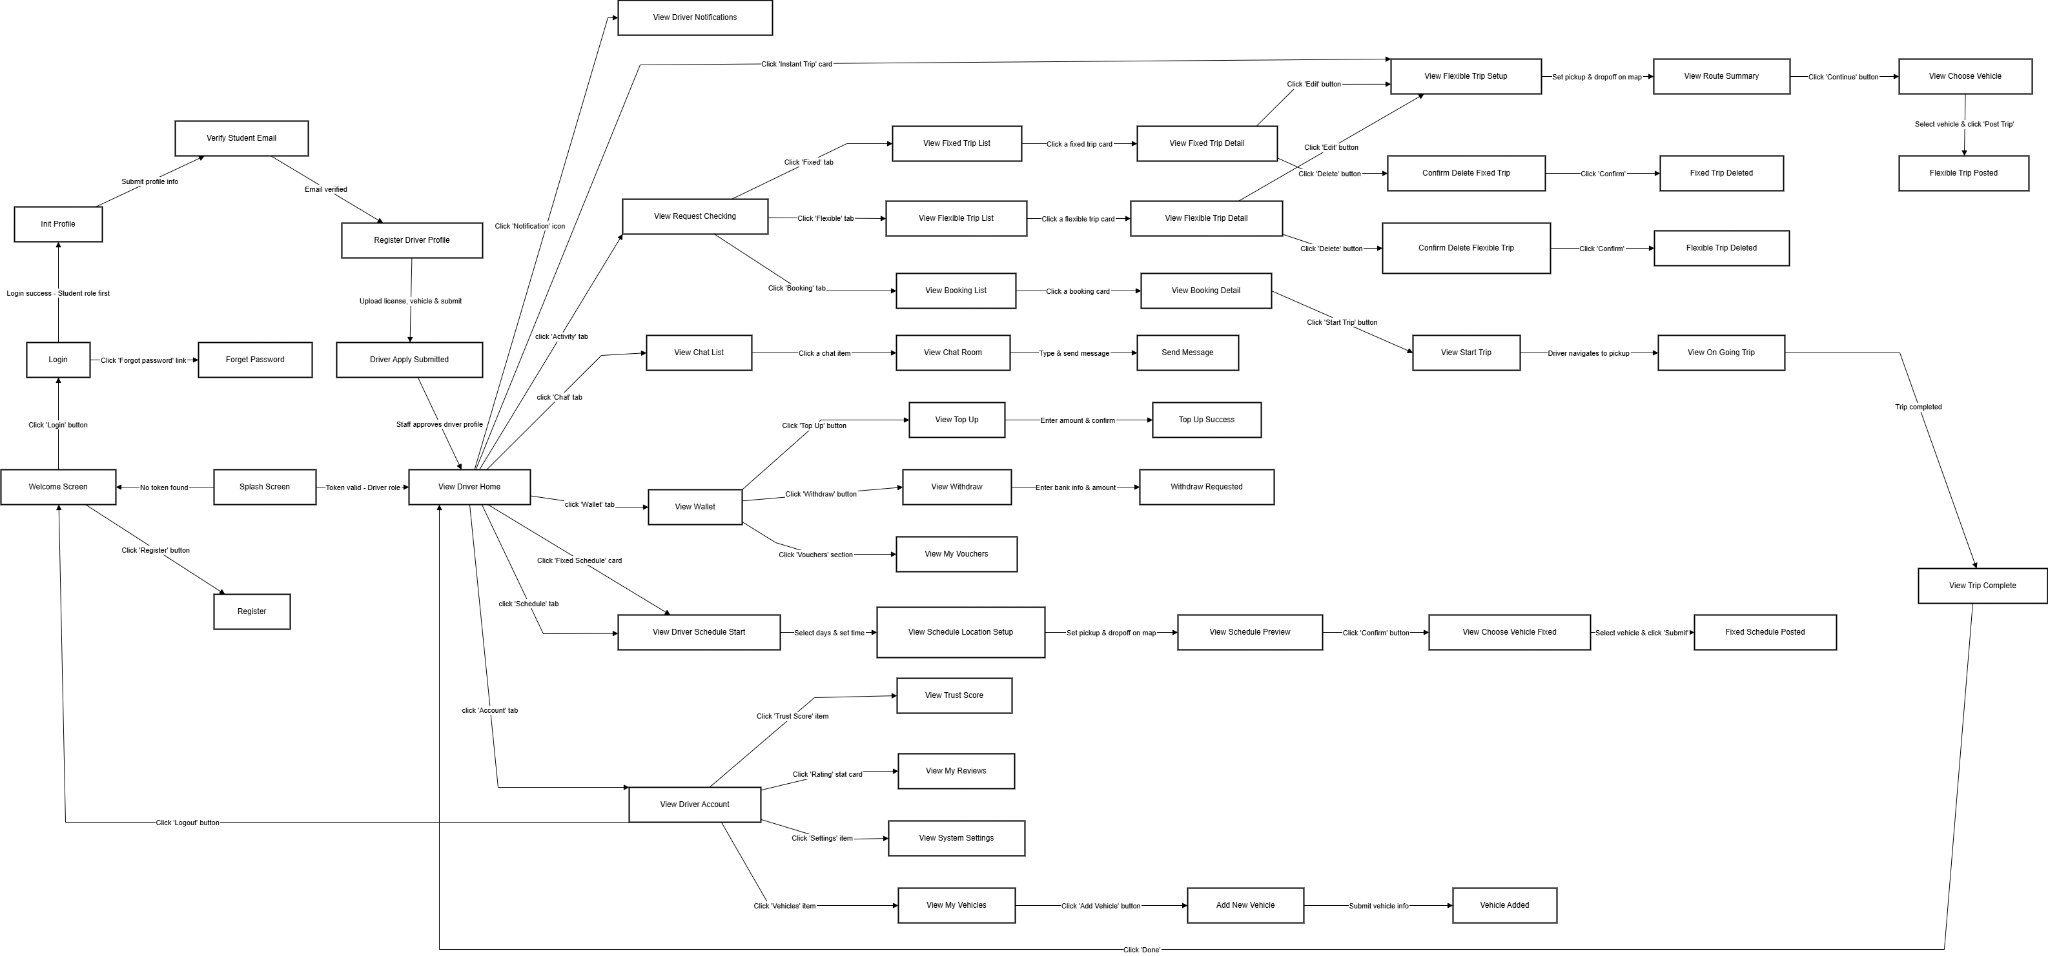 View Driver Notifications
Click 'Instant Trip' card
View Flexible Trip Setup
Set pickup & dropoff on map
View Route Summary
Click 'Continue' button
View Choose Vehicle
Click 'Edit' button
Select vehicle & click 'Post Trip'
Verify Student Email
View Fixed Trip List
Click a fixed trip card
View Fixed Trip Detail
Click 'Edit' button
Click 'Fixed' tab
Click 'Delete' button
Confirm Delete Fixed Trip
Click 'Confirm'
Fixed Trip Deleted
Flexible Trip Posted
Submit profile info
Email verified
Init Profile
Register Driver Profile
Click 'Notification' icon
View Request Checking
Click 'Flexible' tab
View Flexible Trip List
Click a flexible trip card
View Flexible Trip Detail
Click 'Delete' button
Confirm Delete Flexible Trip
Click 'Confirm'
Flexible Trip Deleted
Login success - Student role first
Upload license, vehicle & submit
Click 'Booking' tab
View Booking List
Click a booking card
View Booking Detail
Click 'Start Trip' button
click 'Activity' tab
Login
Click 'Forgot password' link
Forget Password
Driver Apply Submitted
View Chat List
Click a chat item
View Chat Room
Type & send message
Send Message
View Start Trip
Driver navigates to pickup
View On Going Trip
click 'Chat' tab
Trip completed
Click 'Login' button
Staff approves driver profile
Click 'Top Up' button
View Top Up
Enter amount & confirm
Top Up Success
Welcome Screen
No token found
Splash Screen
Token valid - Driver role
View Driver Home
click 'Wallet' tab
View Wallet
Click 'Withdraw' button
View Withdraw
Enter bank info & amount
Withdraw Requested
Click 'Register' button
Click 'Fixed Schedule' card
Click 'Vouchers' section
View My Vouchers
View Trip Complete
Register
click 'Schedule' tab
View Driver Schedule Start
Select days & set time
View Schedule Location Setup
Set pickup & dropoff on map
View Schedule Preview
Click 'Confirm' button
View Choose Vehicle Fixed
Select vehicle & click 'Submit'
Fixed Schedule Posted
click 'Account' tab
Click 'Trust Score' item
View Trust Score
Click 'Rating' stat card
View My Reviews
View Driver Account
Click 'Logout' button
Click 'Settings' item
View System Settings
Click 'Vehicles' item
View My Vehicles
Click 'Add Vehicle' button
Add New Vehicle
Submit vehicle info
Vehicle Added
Click 'Done'